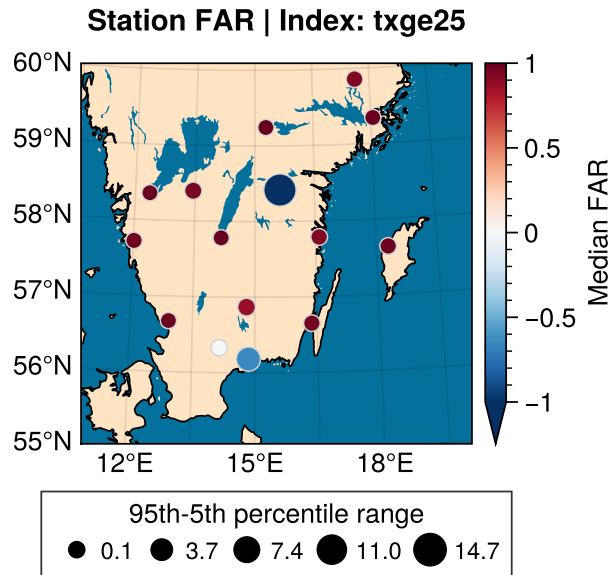 Station FAR | Index: txge25
60°N
59°N
58°N
57°N
56°N
55°N
12°E 15°E 18°E
1
0.5
0
−0.5
−1
Median FAR
95th-5th percentile range
0.1 3.7 7.4 11.0 14.7